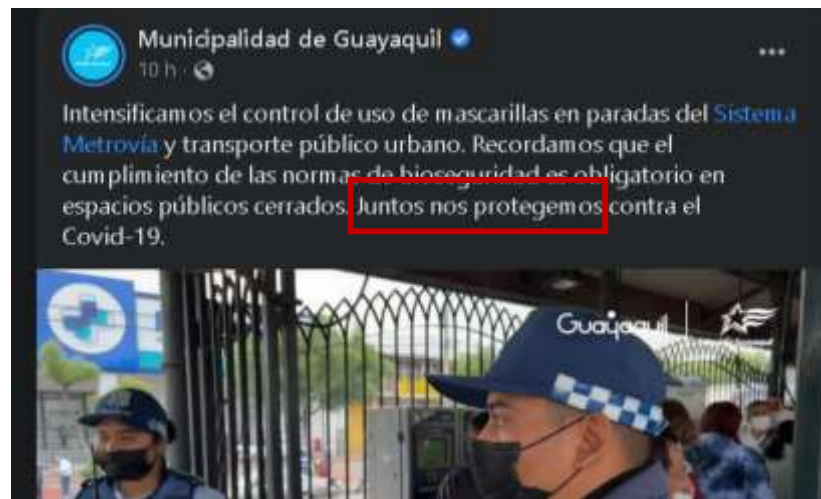 Municipalidad de Guayaquil
10 h
Intensificamos el control de uso de mascarillas en paradas del Sistema
Metrovía y transporte público urbano. Recordamos que el
cumplimiento de las normas de bioseguridad es obligatorio en
espacios públicos cerrados. Juntos nos protegemos contra el
Covid-19.
Guayaquil